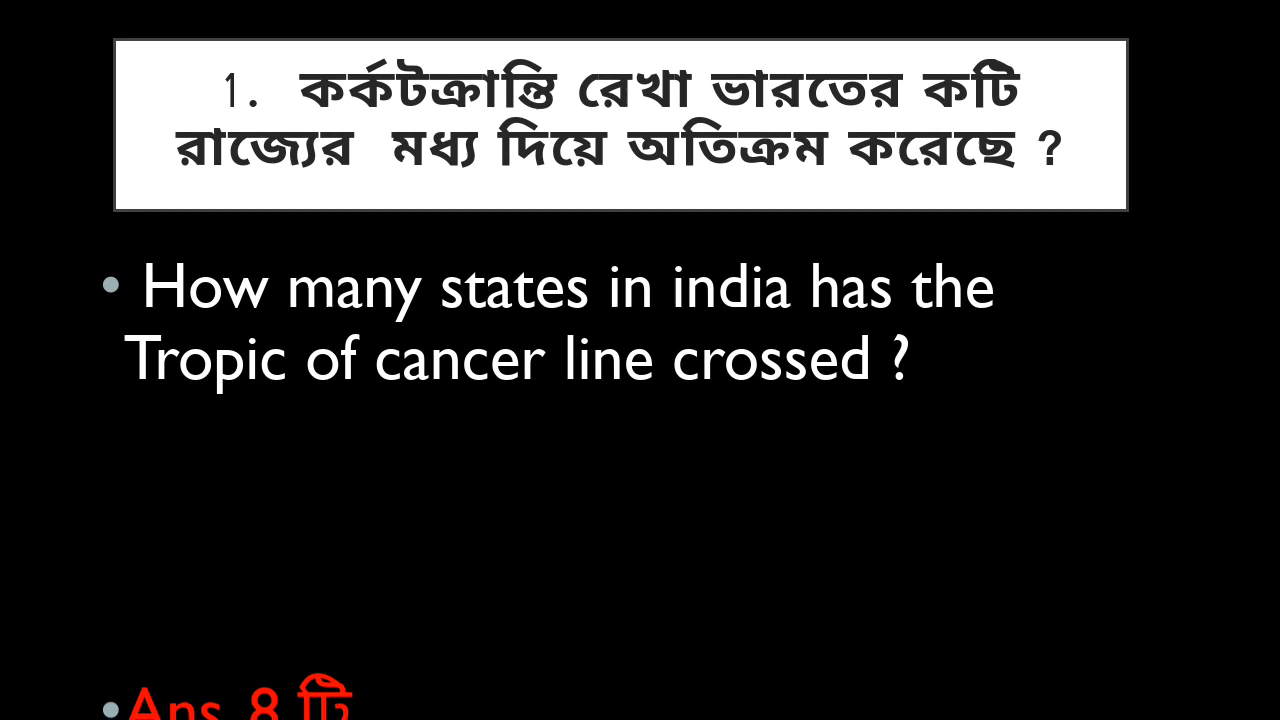 1. কর্কটক্রান্তি রেখা ভারতের কটি
রাজ্যের মধ্য দিয়ে অতিক্রম করেছে ?
• How many states in india has the
Tropic of cancer line crossed ?
•Ans 8 টি